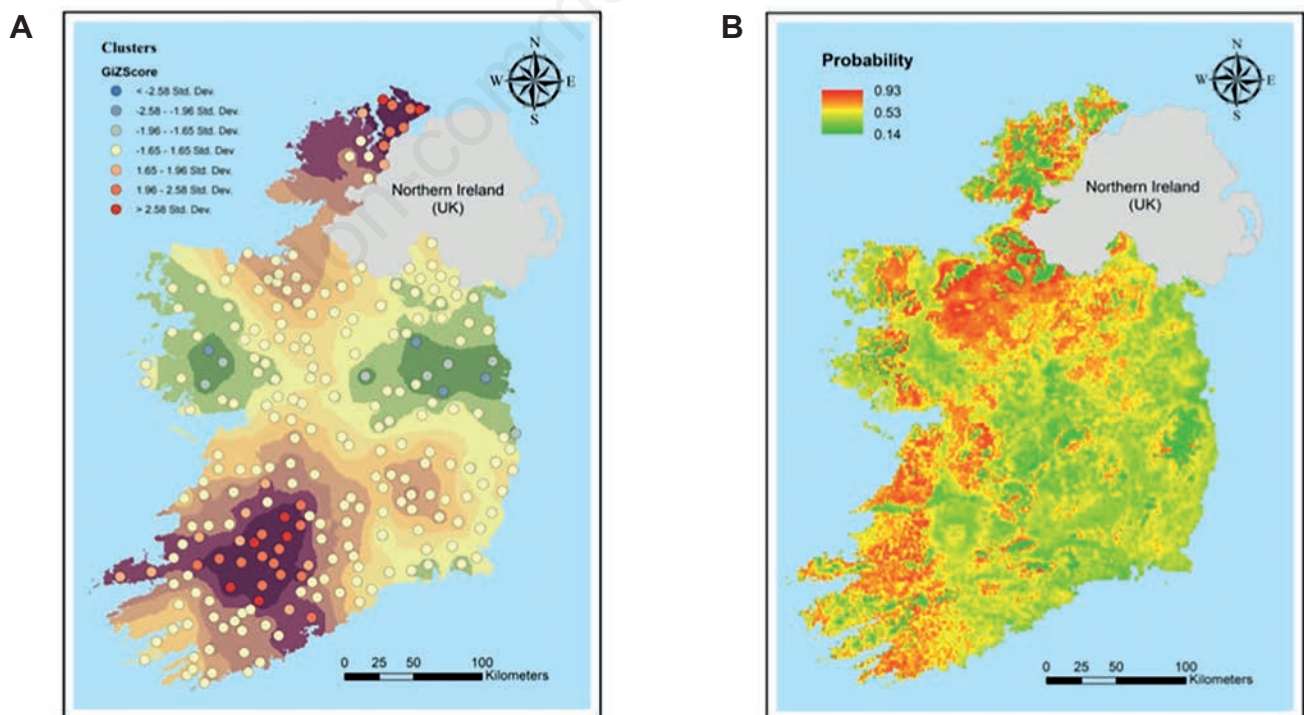 A
Clusters
GiZScore
< -2.58 Std. Dev.
-2.58 - -1.96 Std. Dev.
-1.96 - -1.65 Std. Dev.
-1.65 - 1.65 Std. Dev
1.65 - 1.96 Std. Dev.
1.96 - 2.58 Std. Dev.
> 2.58 Std. Dev.
N
W E
S
Northern Ireland
(UK)
0 25 50 100
Kilometers
B
Probability
0.93
0.53
0.14
N
W E
S
Northern Ireland
(UK)
0 25 50 100
Kilometers